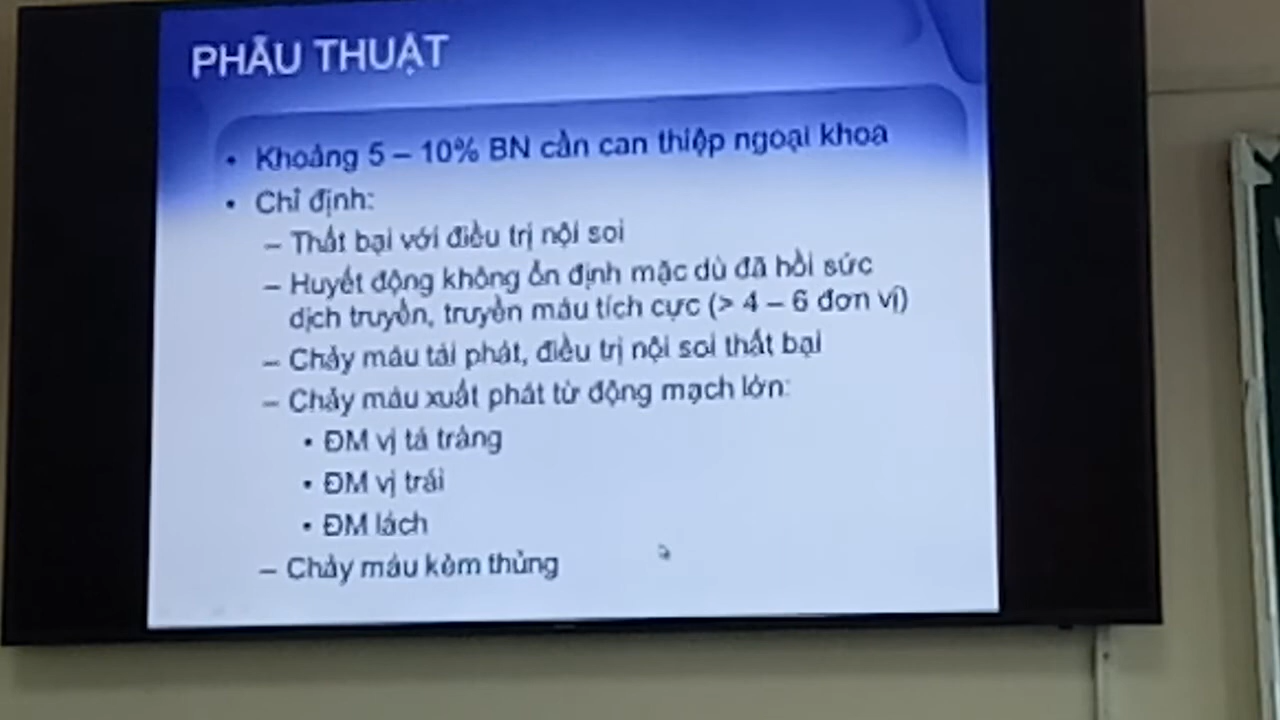 PHẪU THUẬT
• Khoảng 5 – 10% BN cần can thiệp ngoại khoa
• Chỉ định:
– Thất bại với điều trị nội soi
– Huyết động không ổn định mặc dù đã hồi sức
dịch truyền, truyền máu tích cực (> 4 – 6 đơn vị)
– Chảy máu tái phát, điều trị nội soi thất bại
– Chảy máu xuất phát từ động mạch lớn:
• ĐM vị tá tràng
• ĐM vị trái
• ĐM lách
– Chảy máu kèm thủng